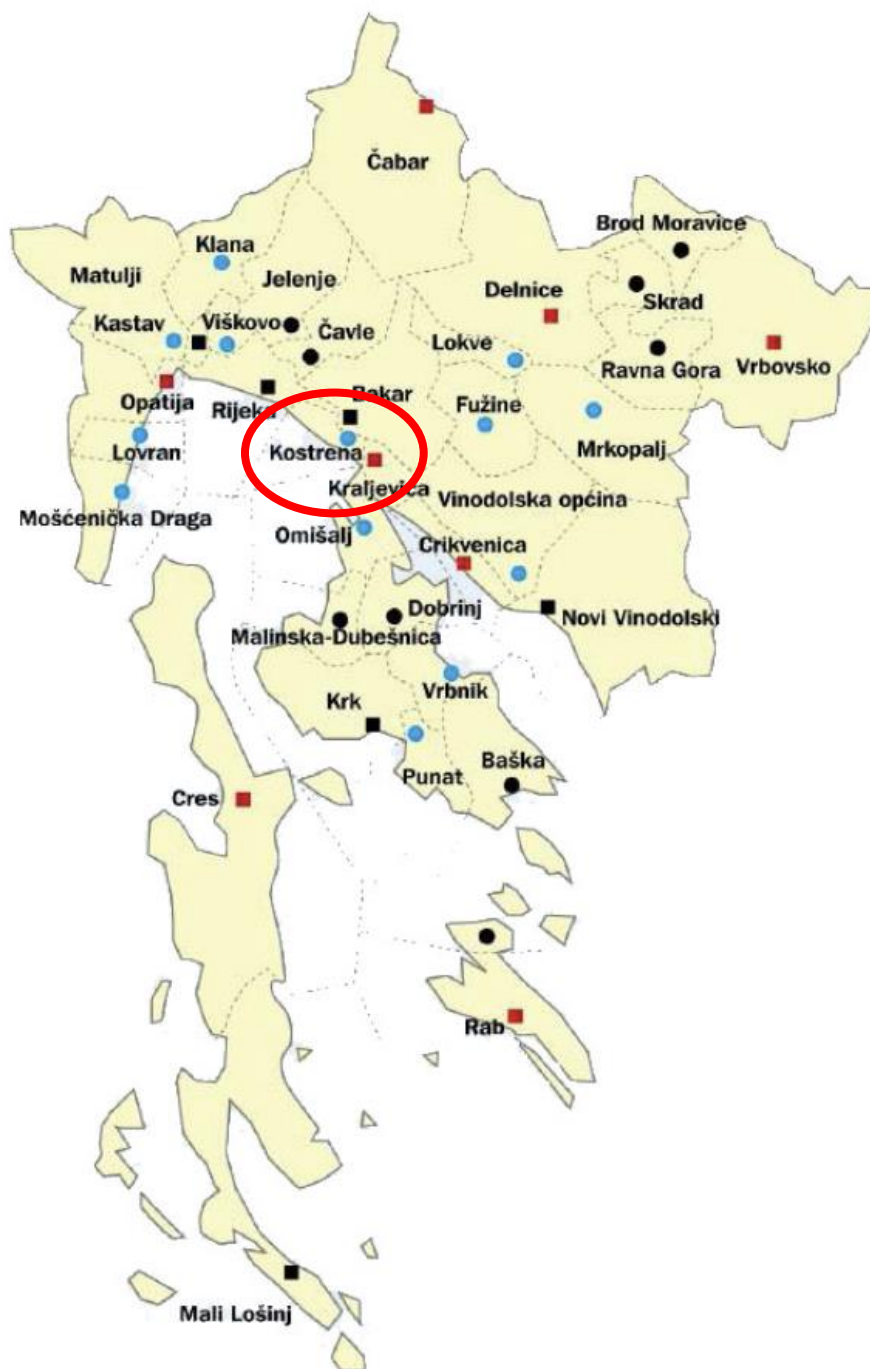 Čabar
Brod Moravice
Klana
Matulji
Jelenje
Delnice
Skrad
Kastav
Viškovo
Čavle
Lokve
Ravna Gora
Vrbovsko
Opatija
Rijeka
Bakar
Fužine
Lovran
Kostrena
Mrkopalj
Kraljevica
Vinodolska općina
Mošćenička Draga
Omišalj
Crikvenica
Dobrinj
Novi Vinodolski
Malinska-Dubešnica
Vrbnik
Krk
Baška
Punat
Cres
Rab
Mali Lošinj